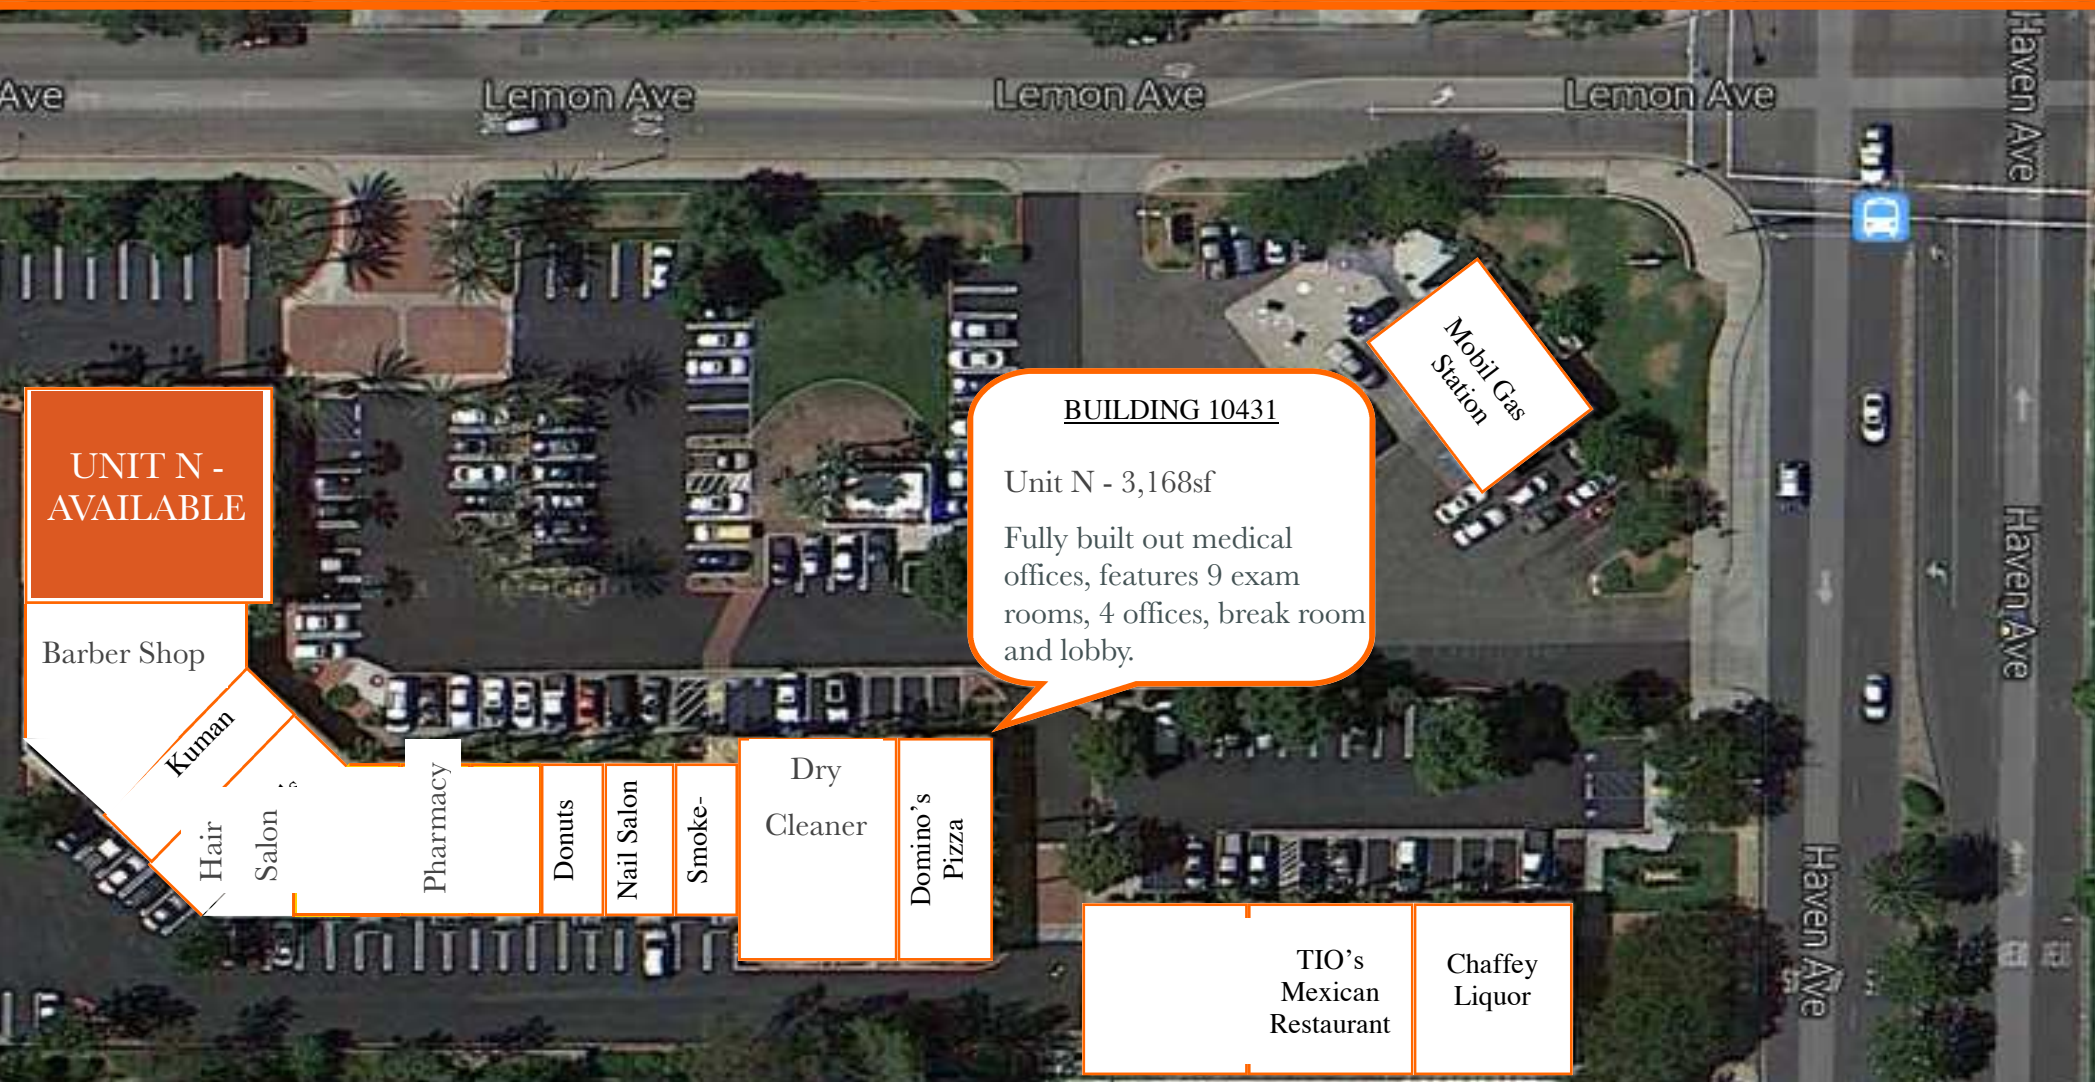 Ave
Lemon Ave
Lemon Ave
Lemon Ave
Haven Ave
Mobil Gas
Station
BUILDING 10431
Unit N - 3,168sf
Fully built out medical
offices, features 9 exam
rooms, 4 offices, break room
and lobby.
UNIT N -
AVAILABLE
Haven Ave
Barber Shop
Kuman
Hair
Salon
Pharmacy
Donuts
Nail Salon
Smoke-
Dry
Cleaner
Domino's
Pizza
Haven Ave
TIO's
Mexican
Restaurant
Chaffey
Liquor